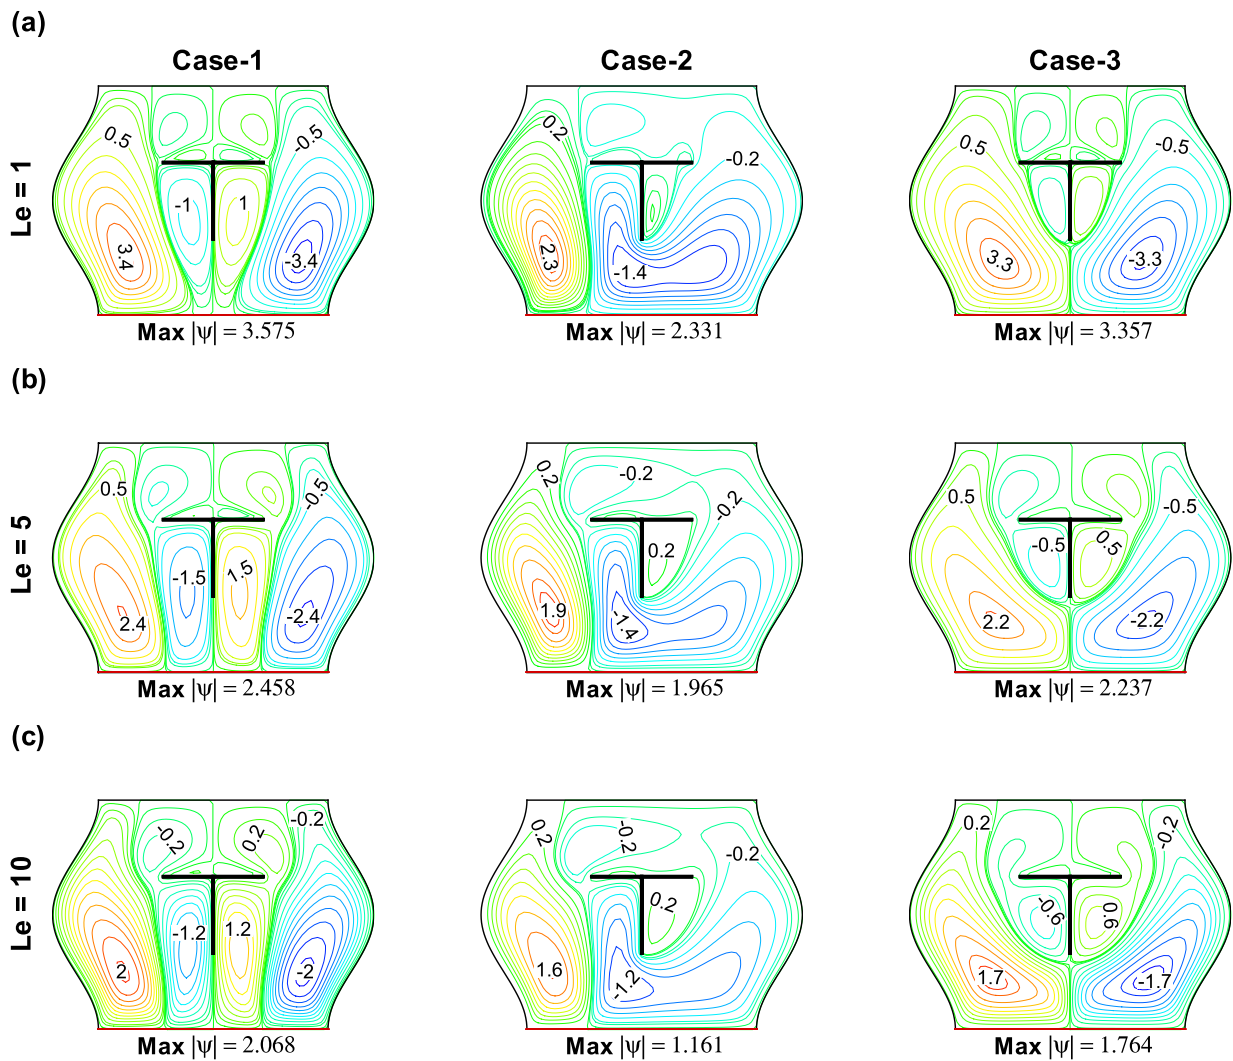 (a)
Case-1 Case-2 Case-3
Le = 1
0.5 -0.5 -1 1 3.4 -3.4
0.2 -0.2 2.3 -1.4
0.5 -0.5 3.3 -3.3
Max |ψ| = 3.575 Max |ψ| = 2.331 Max |ψ| = 3.357
(b)
Le = 5
0.5 -0.5 -1.5 1.5 2.4 -2.4
0.2 -0.2 -0.2 0.2 1.9 -1.4
0.5 -0.5 -0.5 0.5 2.2 -2.2
Max |ψ| = 2.458 Max |ψ| = 1.965 Max |ψ| = 2.237
(c)
Le = 10
-0.2 0.2 -0.2 -1.2 1.2 2 -2
0.2 -0.2 -0.2 0.2 1.6 -1.2
0.2 -0.2 -0.6 0.6 1.7 -1.7
Max |ψ| = 2.068 Max |ψ| = 1.161 Max |ψ| = 1.764